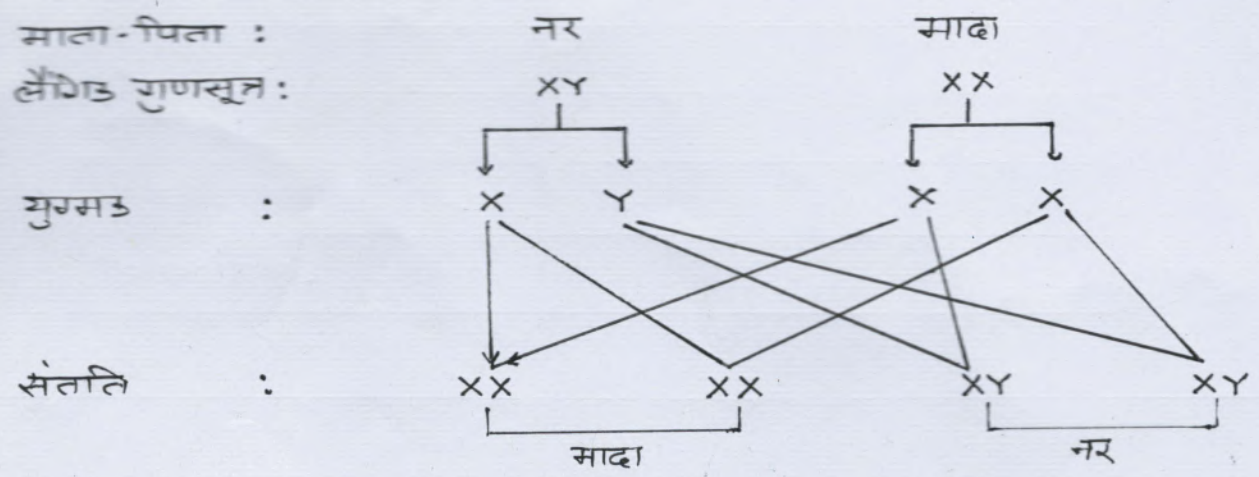 माता-पिता : नर मादा
लैंगिक गुणसूत्र : XY XX
युग्मक : X Y X X
संतति : XX XX XY XY
मादा नर